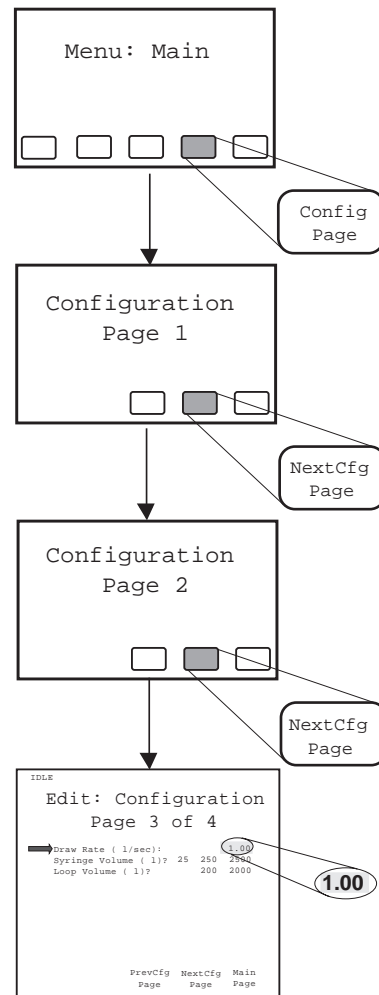 Menu: Main
Config
Page
Configuration
Page 1
NextCfg
Page
Configuration
Page 2
NextCfg
Page
IDLE
Edit: Configuration
Page 3 of 4
Draw Rate ( l/sec): 1.00
Syringe Volume ( l)? 25 250 2500
Loop Volume ( l)? 200 2000
1.00
PrevCfg NextCfg Main
Page Page Page